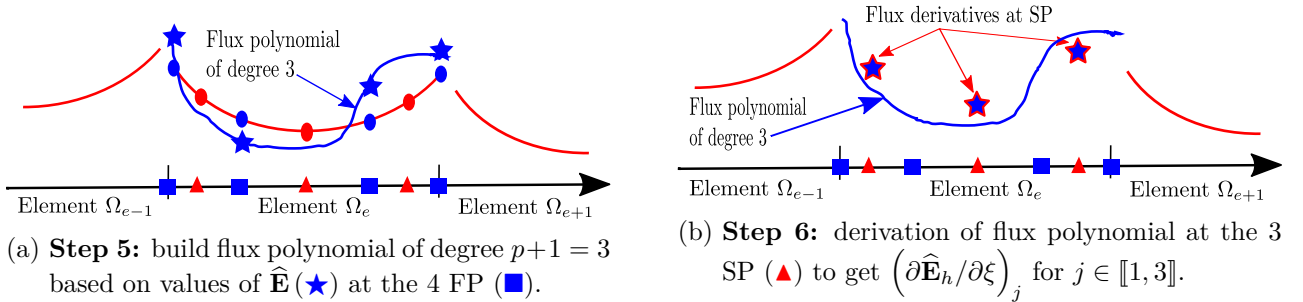 Flux polynomial
of degree 3
Element Ω_{e−1}
Element Ω_e
Element Ω_{e+1}
(a) Step 5: build flux polynomial of degree p+1 = 3
based on values of \widehat{E} (★) at the 4 FP (■).
Flux derivatives at SP
Flux polynomial
of degree 3
Element Ω_{e−1}
Element Ω_e
Element Ω_{e+1}
(b) Step 6: derivation of flux polynomial at the 3
SP (▲) to get (∂\widehat{E}_h/∂ξ)_j for j ∈ ⟦1, 3⟧.